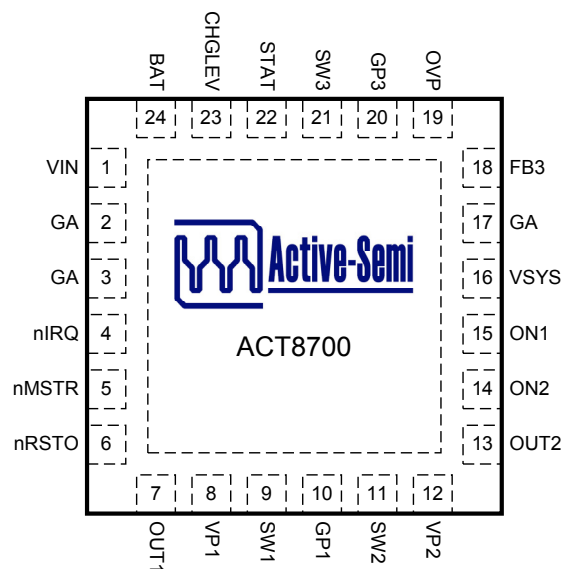 BAT CHGLEV STAT SW3 GP3 OVP
24 23 22 21 20 19
VIN 1 18 FB3
GA 2 17 GA
GA 3 16 VSYS
Active-Semi
nIRQ 4 15 ON1
ACT8700
nMSTR 5 14 ON2
nRSTO 6 13 OUT2
7 8 9 10 11 12
OUT1 VP1 SW1 GP1 SW2 VP2